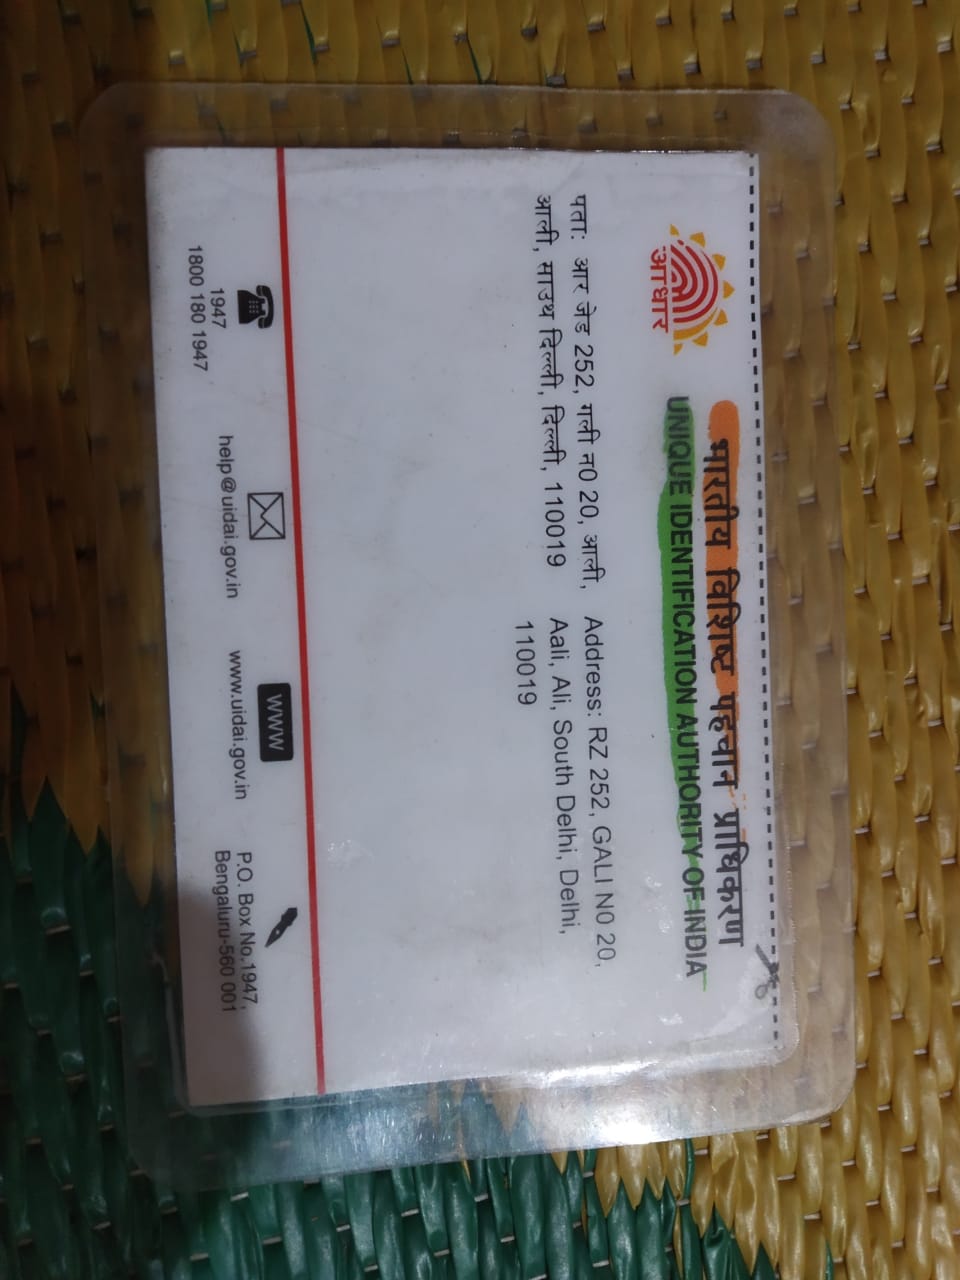 भारतीय विशिष्ट पहचान प्राधिकरण
UNIQUE IDENTIFICATION AUTHORITY OF INDIA
आधार
पता: आर जेड 252, गली न0 20, आली,
आली, साउथ दिल्ली, दिल्ली, 110019
Address: RZ 252, GALI N0 20,
Aali, Ali, South Delhi, Delhi,
110019
1947
1800 180 1947
help@uidai.gov.in
WWW
www.uidai.gov.in
P.O. Box No.1947,
Bengaluru-560 001